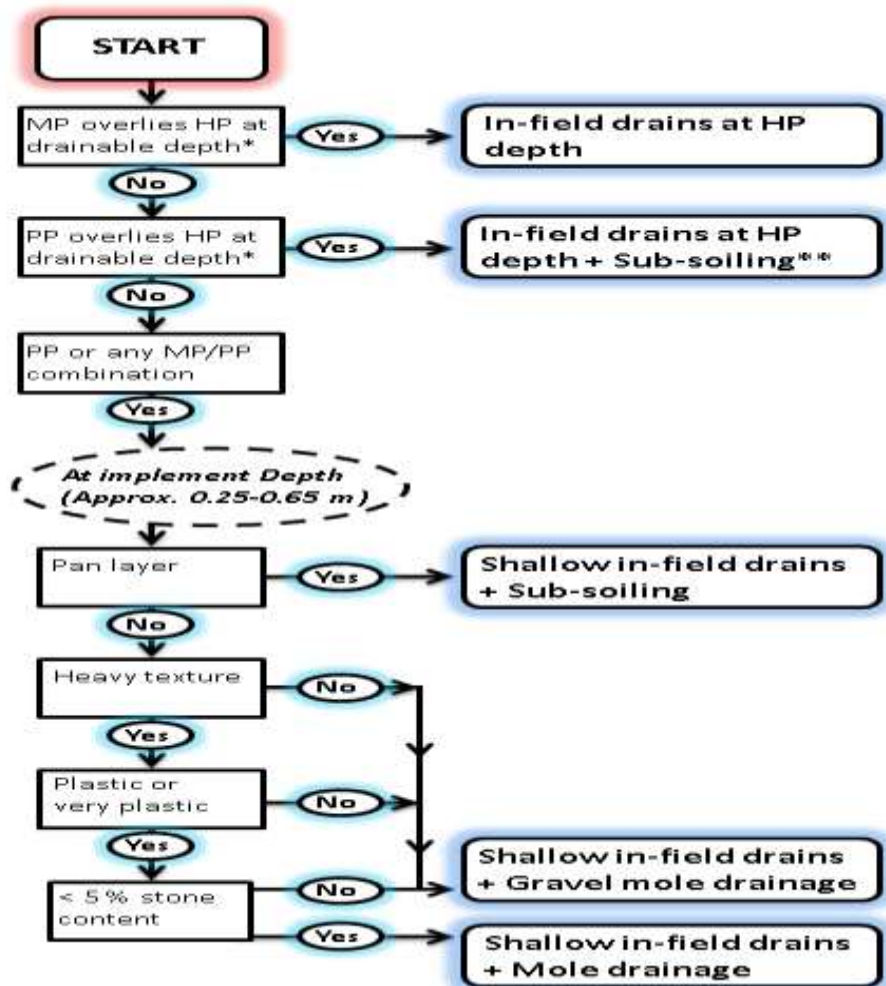 START
MP overlies HP at
drainable depth*
Yes
In-field drains at HP
depth
No
PP overlies HP at
drainable depth*
Yes
In-field drains at HP
depth + Sub-soiling**
No
PP or any MP/PP
combination
Yes
At implement Depth
(Approx. 0.25-0.65 m)
Pan layer
Yes
Shallow in-field drains
+ Sub-soiling
No
Heavy texture
No
Yes
Plastic or
very plastic
No
Yes
< 5% stone
content
No
Shallow in-field drains
+ Gravel mole drainage
Yes
Shallow in-field drains
+ Mole drainage